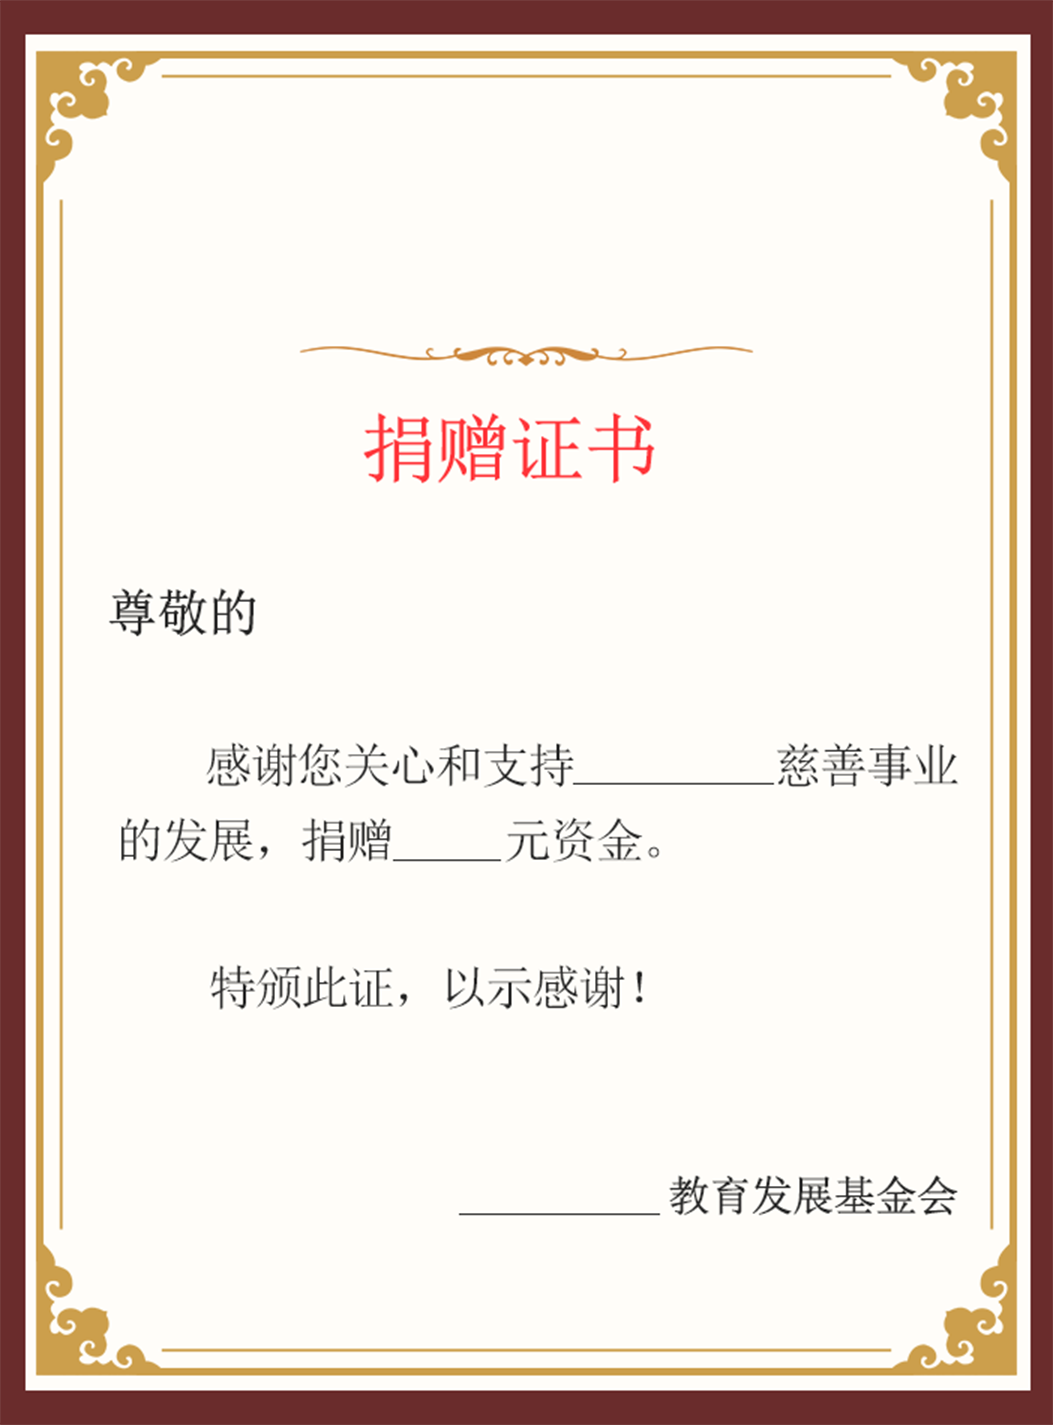 捐赠证书
尊敬的
感谢您关心和支持_________慈善事业
的发展，捐赠_____元资金。
特颁此证，以示感谢！
_________教育发展基金会